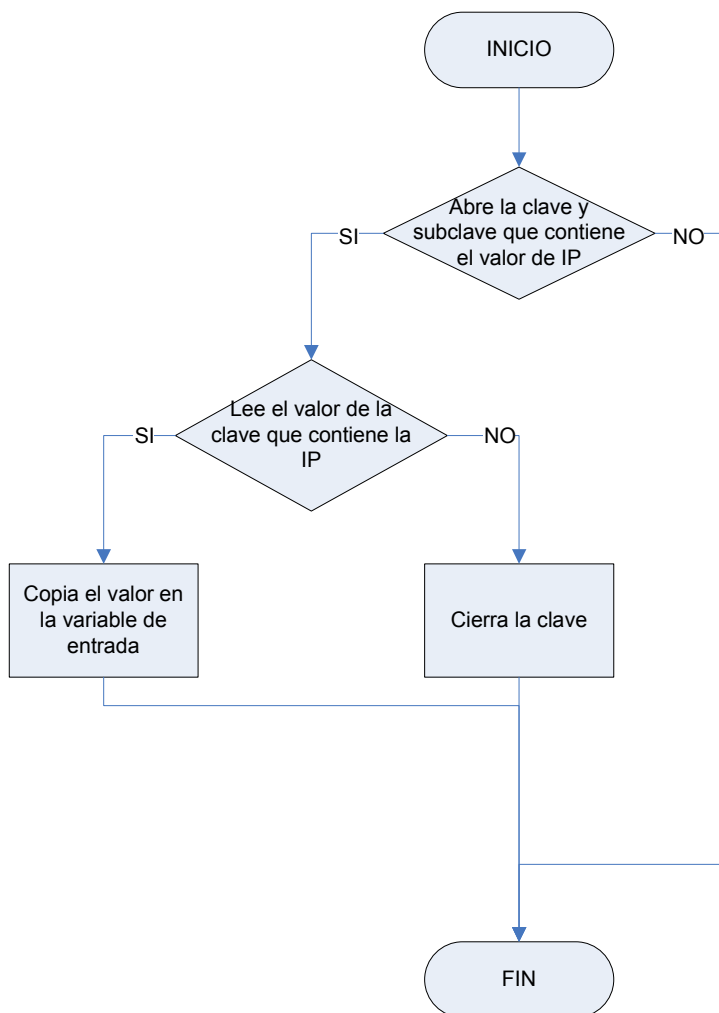 INICIO
Abre la clave y
subclave que contiene
el valor de IP
SI
NO
Lee el valor de la
clave que contiene la
IP
SI
NO
Copia el valor en
la variable de
entrada
Cierra la clave
FIN